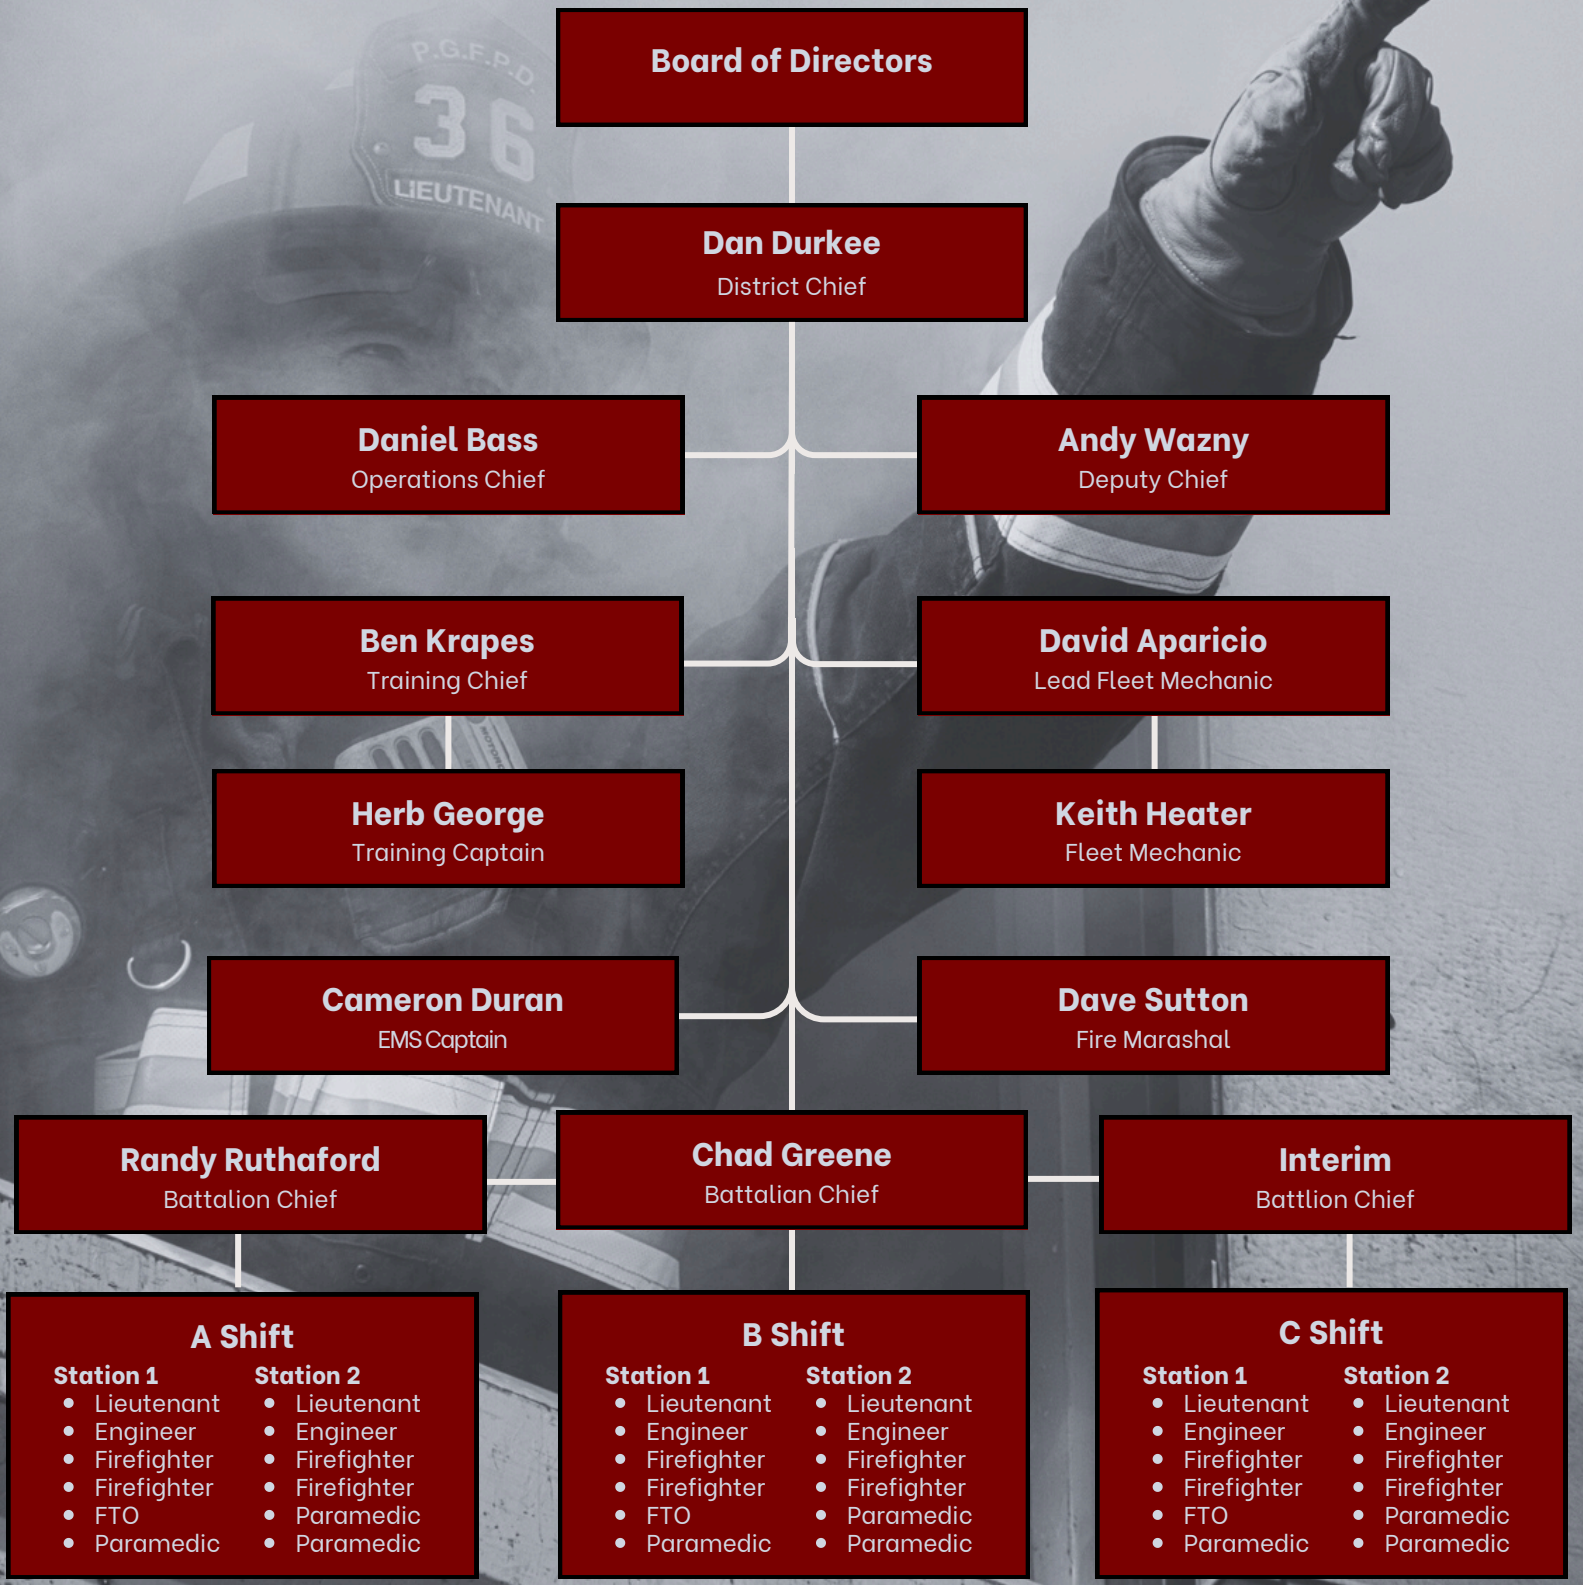 P.G.F.P.D.
36
LIEUTENANT
Board of Directors
Dan Durkee
District Chief
Daniel Bass
Operations Chief
Andy Wazny
Deputy Chief
Ben Krapes
Training Chief
David Aparicio
Lead Fleet Mechanic
Herb George
Training Captain
Keith Heater
Fleet Mechanic
Cameron Duran
EMS Captain
Dave Sutton
Fire Marashal
Randy Ruthaford
Battalion Chief
Chad Greene
Battalian Chief
Interim
Battlion Chief
A Shift
Station 1
Lieutenant
Engineer
Firefighter
Firefighter
FTO
Paramedic
Station 2
Lieutenant
Engineer
Firefighter
Firefighter
Paramedic
Paramedic
B Shift
Station 1
Lieutenant
Engineer
Firefighter
Firefighter
FTO
Paramedic
Station 2
Lieutenant
Engineer
Firefighter
Firefighter
Paramedic
Paramedic
C Shift
Station 1
Lieutenant
Engineer
Firefighter
Firefighter
FTO
Paramedic
Station 2
Lieutenant
Engineer
Firefighter
Firefighter
Paramedic
Paramedic